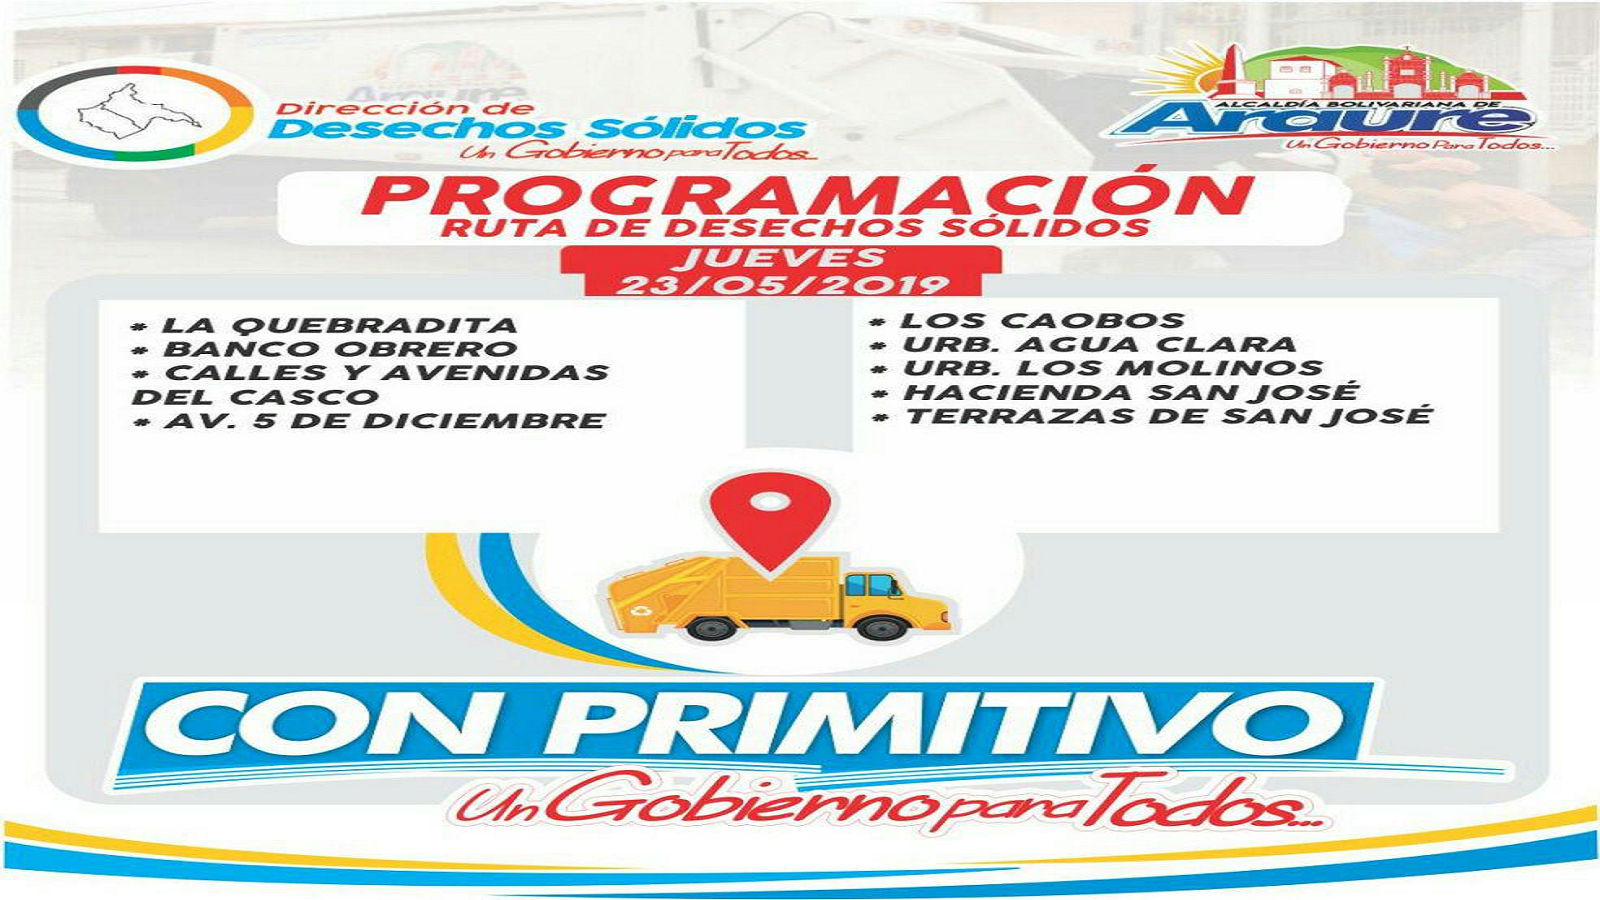 Dirección de
Desechos Sólidos
Un Gobierno para Todos...
ALCALDÍA BOLIVARIANA DE
Araure
Un Gobierno Para Todos...
PROGRAMACIÓN
RUTA DE DESECHOS SÓLIDOS
JUEVES
23/05/2019
* LA QUEBRADITA
* BANCO OBRERO
* CALLES Y AVENIDAS
DEL CASCO
* AV. 5 DE DICIEMBRE
* LOS CAOBOS
* URB. AGUA CLARA
* URB. LOS MOLINOS
* HACIENDA SAN JOSÉ
* TERRAZAS DE SAN JOSÉ
CON PRIMITIVO
Un Gobierno para Todos...